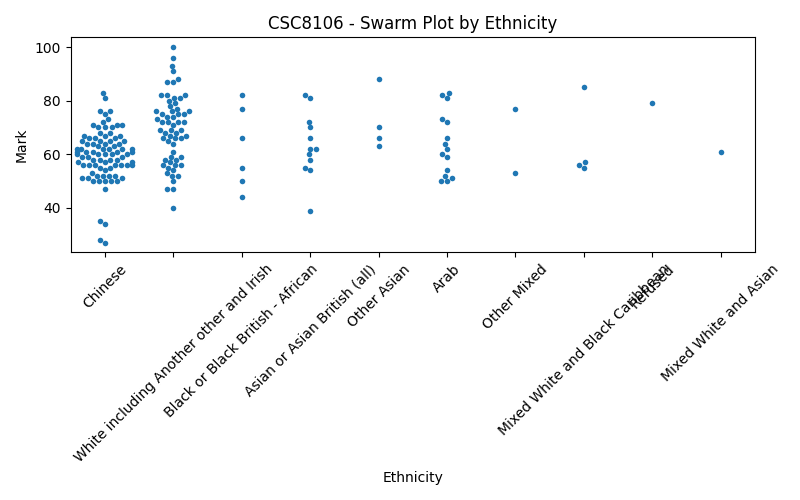 CSC8106 - Swarm Plot by Ethnicity
Mark
100
80
60
40
Chinese
White including Another other and Irish
Black or Black British - African
Asian or Asian British (all)
Other Asian
Arab
Other Mixed
Mixed White and Black Caribbean
Refused
Mixed White and Asian
Ethnicity